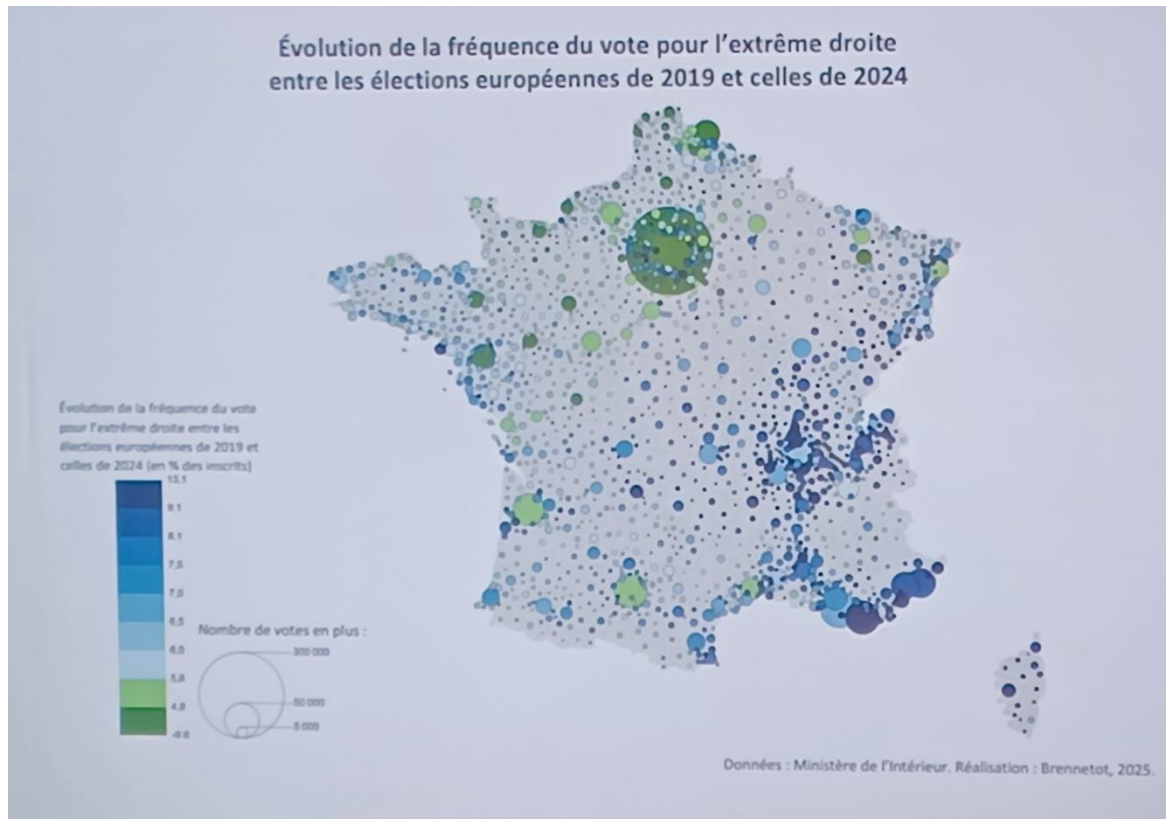 Évolution de la fréquence du vote pour l'extrême droite
entre les élections européennes de 2019 et celles de 2024
Évolution de la fréquence du vote
pour l'extrême droite entre les
élections européennes de 2019 et
celles de 2024 (en % des inscrits)
13,1
9,1
8,1
7,5
7,0
6,5
6,0
4,8
Nombre de votes en plus :
300 000
50 000
5 000
Données : Ministère de l'Intérieur. Réalisation : Brennetot, 2025.